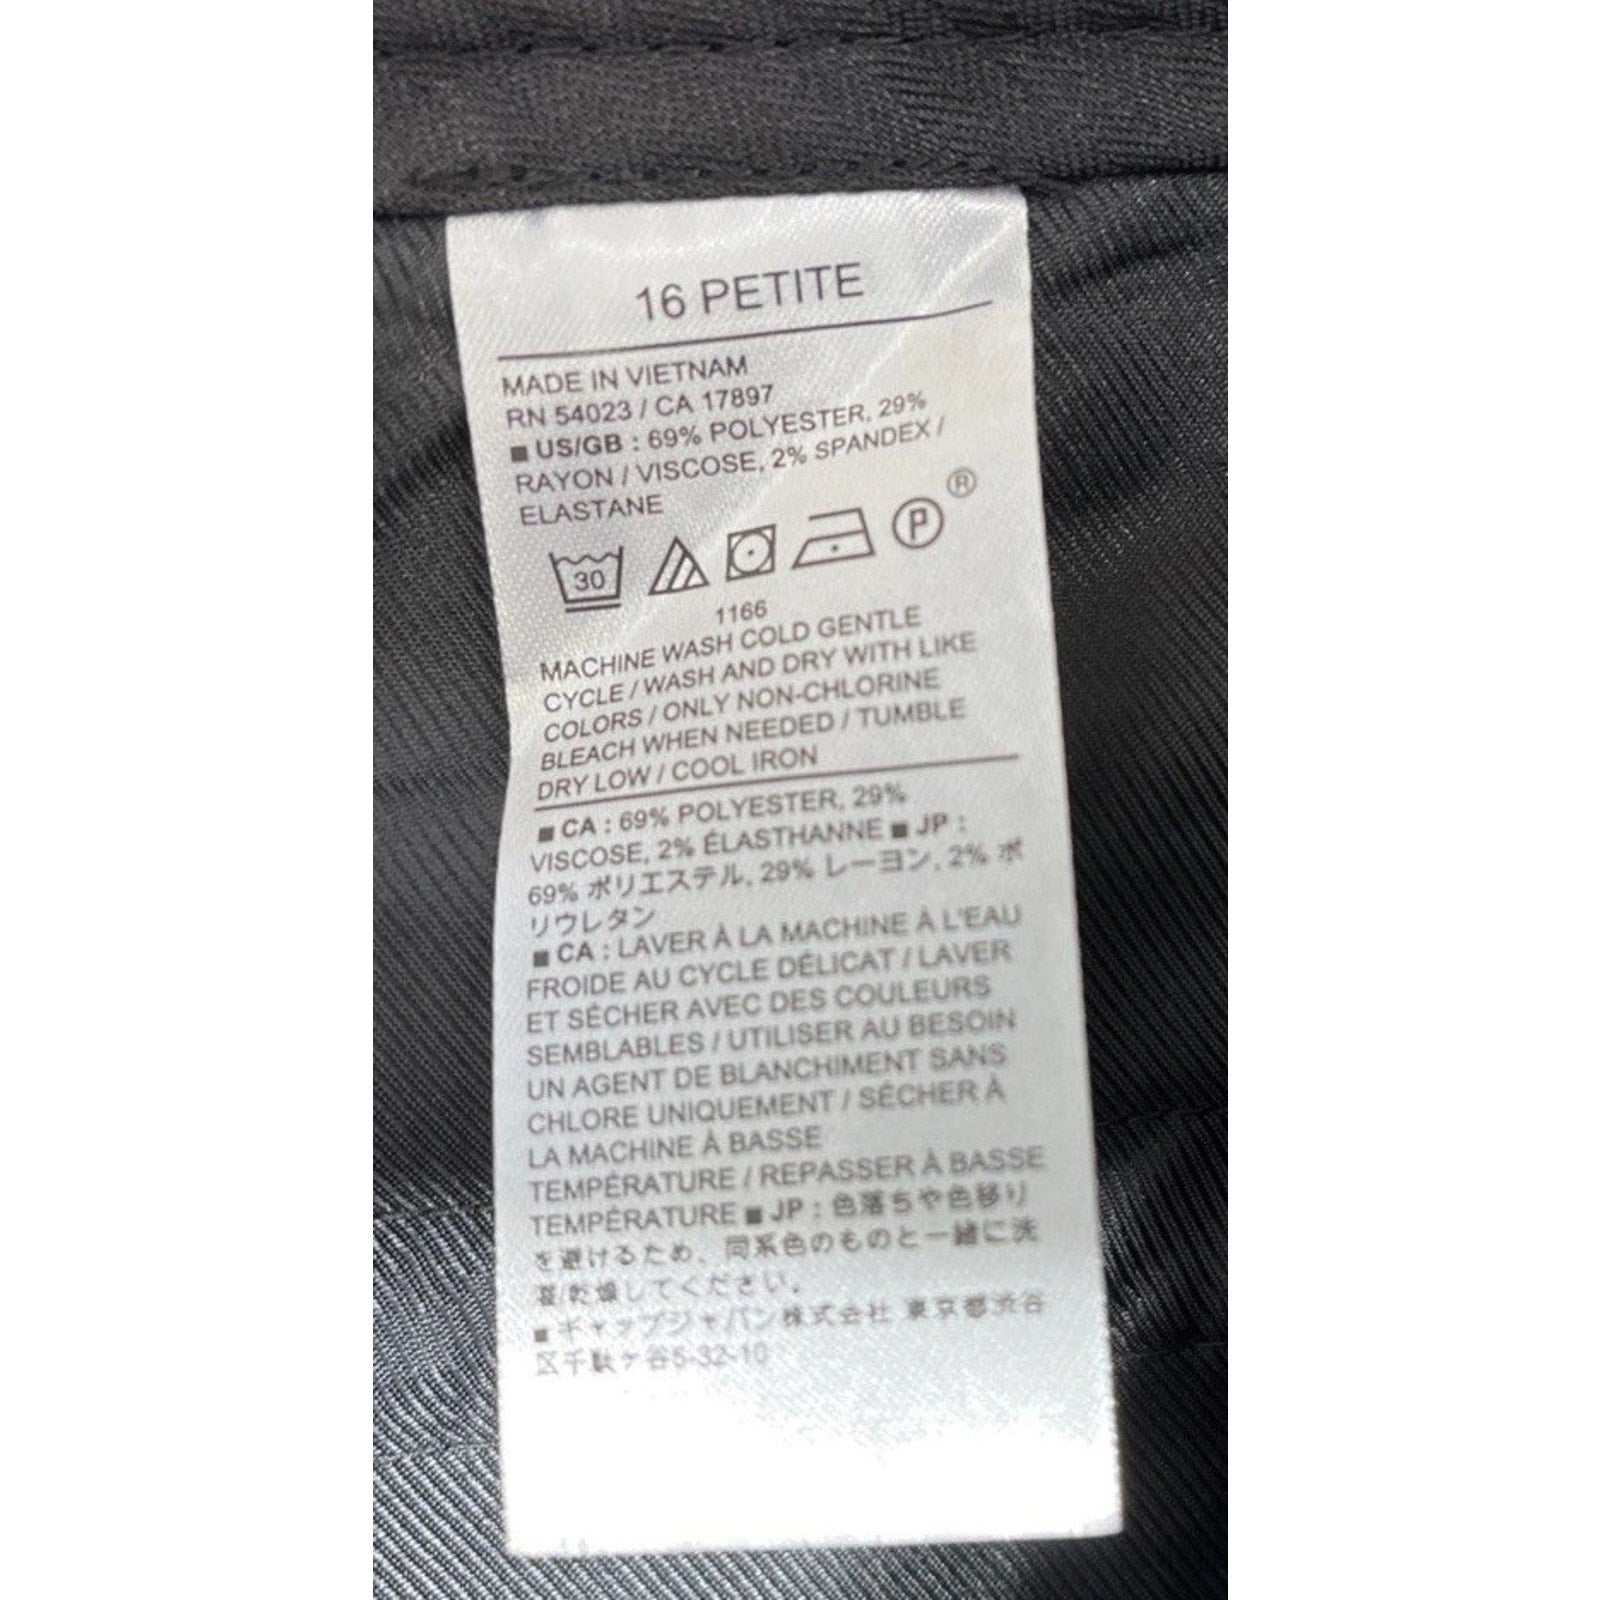 16 PETITE
MADE IN VIETNAM
RN 54023 / CA 17897
■ US/GB : 69% POLYESTER, 29%
RAYON / VISCOSE, 2% SPANDEX /
ELASTANE
30 P ®
1166
MACHINE WASH COLD GENTLE
CYCLE / WASH AND DRY WITH LIKE
COLORS / ONLY NON-CHLORINE
BLEACH WHEN NEEDED / TUMBLE
DRY LOW / COOL IRON
■ CA : 69% POLYESTER, 29%
VISCOSE, 2% ÉLASTHANNE ■ JP :
69% ポリエステル, 29% レーヨン, 2% ポ
リウレタン
■ CA : LAVER À LA MACHINE À L'EAU
FROIDE AU CYCLE DÉLICAT / LAVER
ET SÉCHER AVEC DES COULEURS
SEMBLABLES / UTILISER AU BESOIN
UN AGENT DE BLANCHIMENT SANS
CHLORE UNIQUEMENT / SÉCHER À
LA MACHINE À BASSE
TEMPÉRATURE / REPASSER À BASSE
TEMPÉRATURE ■ JP : 色落ちや色移り
を避けるため、同系色のものと一緒に洗
濯/乾燥してください。
■ ギャップジャパン株式会社 東京都渋谷
区千駄ヶ谷5-32-10